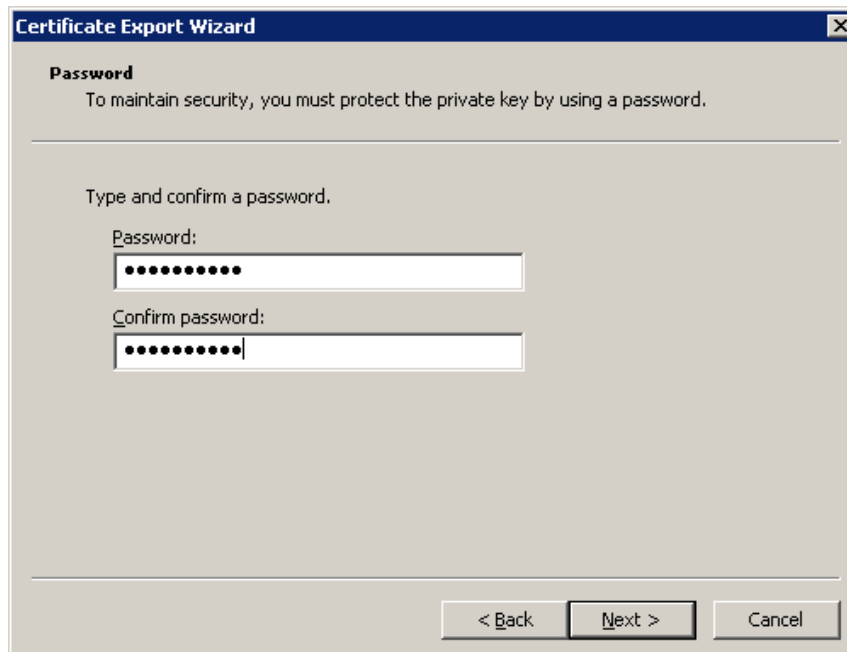 Certificate Export Wizard
Password
To maintain security, you must protect the private key by using a password.
Type and confirm a password.
Password:
●●●●●●●●●●
Confirm password:
●●●●●●●●●●
< Back Next > Cancel